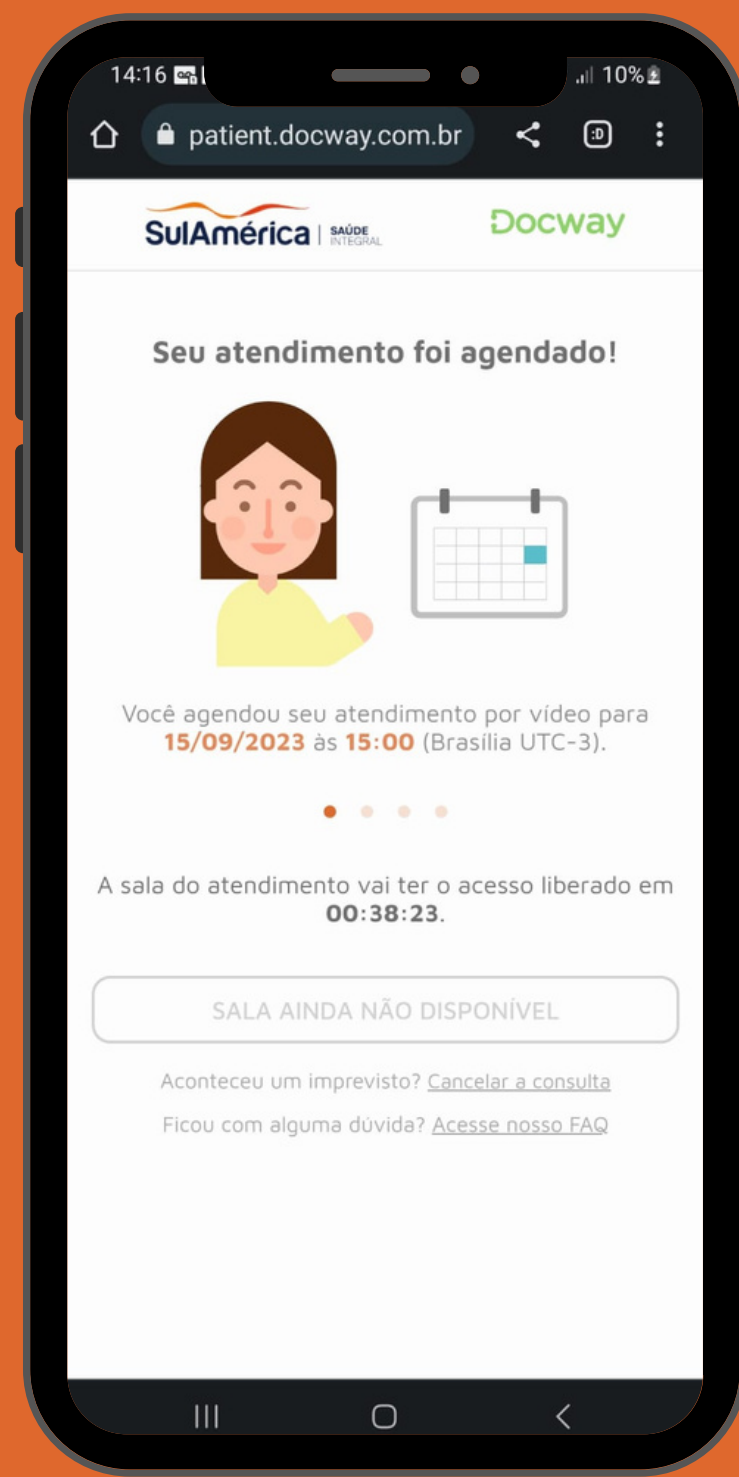 14:16 10%
patient.docway.com.br :D
SulAmérica | SAÚDE INTEGRAL Docway
Seu atendimento foi agendado!
Você agendou seu atendimento por vídeo para
15/09/2023 às 15:00 (Brasília UTC-3).
A sala do atendimento vai ter o acesso liberado em
00:38:23.
SALA AINDA NÃO DISPONÍVEL
Aconteceu um imprevisto? Cancelar a consulta
Ficou com alguma dúvida? Acesse nosso FAQ